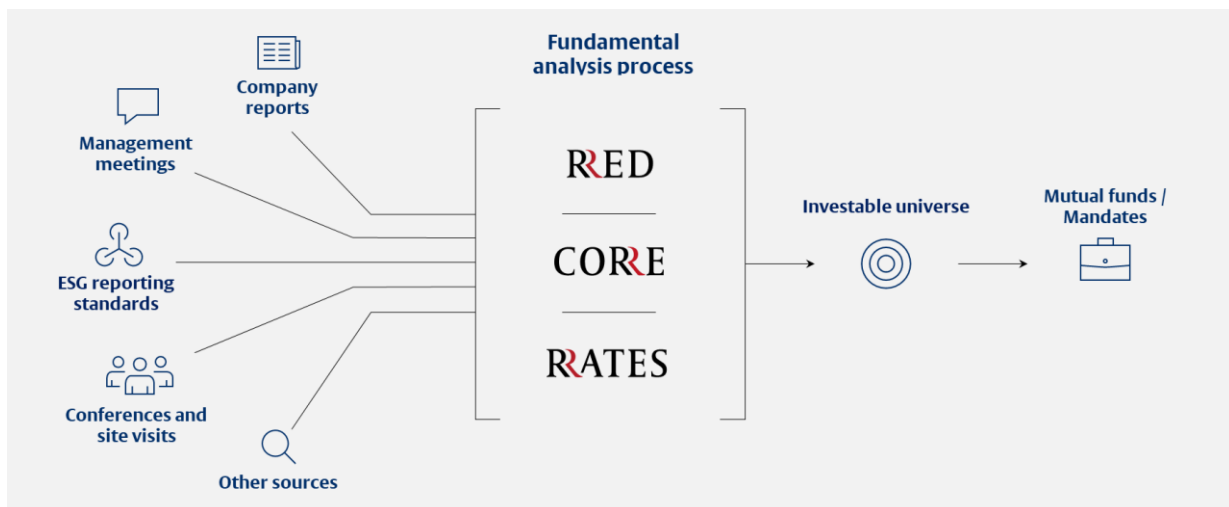 Fundamental
analysis process
Company
reports
Management
meetings
ESG reporting
standards
Conferences and
site visits
Other sources
RRED
CORRE
RRATES
Investable universe
Mutual funds /
Mandates